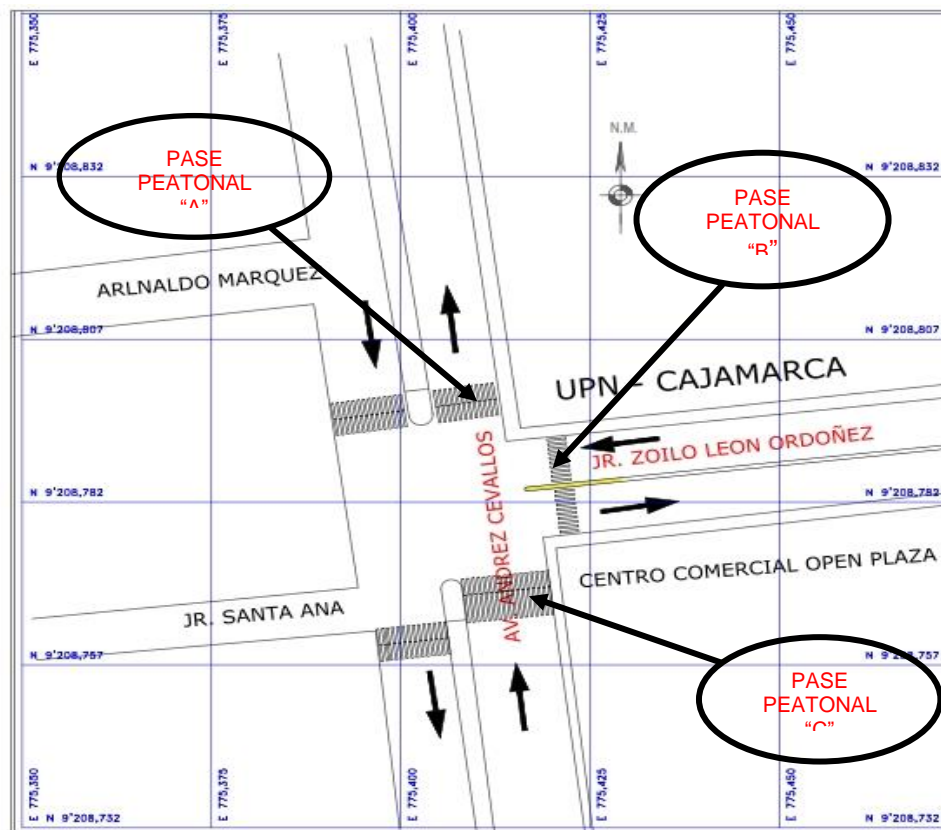 E 775,350
E 775,375
E 775,400
E 775,425
E 775,450
N.M.
N 9'208,832
N 9'208,832
PASE
PEATONAL
"A"
PASE
PEATONAL
"B"
ARLNALDO MARQUEZ
N 9'208,807
N 9'208,807
UPN - CAJAMARCA
JR. ZOILO LEON ORDOÑEZ
AV. ANDREZ CEVALLOS
N 9'208,782
N 9'208,782
CENTRO COMERCIAL OPEN PLAZA
JR. SANTA ANA
N 9'208,757
N 9'208,757
PASE
PEATONAL
"C"
E 775,350
E 775,375
E 775,400
E 775,425
E 775,450
N 9'208,732
N 9'208,732